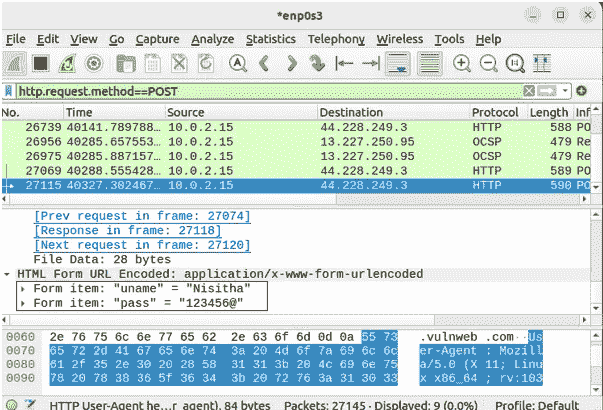 *enp0s3
File Edit View Go Capture Analyze Statistics Telephony Wireless Tools Help
http.request.method==POST
No. Time Source Destination Protocol Length Inf
26739 40141.789788… 10.0.2.15 44.228.249.3 HTTP 588 PO
26956 40285.657553… 10.0.2.15 13.227.250.95 OCSP 479 Re
26975 40285.887157… 10.0.2.15 13.227.250.95 OCSP 479 Re
27069 40288.555428… 10.0.2.15 44.228.249.3 HTTP 589 PO
27115 40327.302467… 10.0.2.15 44.228.249.3 HTTP 590 PO
[Prev request in frame: 27074]
[Response in frame: 27118]
[Next request in frame: 27120]
File Data: 28 bytes
HTML Form URL Encoded: application/x-www-form-urlencoded
Form item: "uname" = "Nisitha"
Form item: "pass" = "123456@"
0060 2e 76 75 6c 6e 77 65 62 2e 63 6f 6d 0d 0a 55 73 .vulnweb .com··Us
0070 65 72 2d 41 67 65 6e 74 3a 20 4d 6f 7a 69 6c 6c er-Agent : Mozill
0080 61 2f 35 2e 30 20 28 58 31 31 3b 20 4c 69 6e 75 a/5.0 (X 11; Linu
0090 78 20 78 38 36 5f 36 34 3b 20 72 76 3a 31 30 33 x x86_64 ; rv:103
HTTP User-Agent he…r_agent), 84 bytes Packets: 27145 · Displayed: 9 (0.0%) Profile: Default